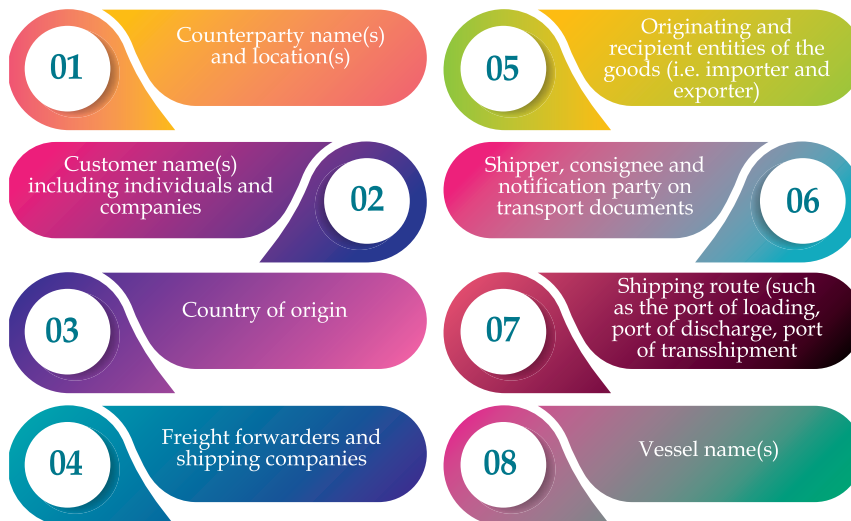 01
Counterparty name(s)
and location(s)
Customer name(s)
including individuals and
companies
02
03
Country of origin
04
Freight forwarders and
shipping companies
05
Originating and
recipient entities of the
goods (i.e. importer and
exporter)
Shipper, consignee and
notification party on
transport documents
06
07
Shipping route (such
as the port of loading,
port of discharge, port
of transshipment
08
Vessel name(s)